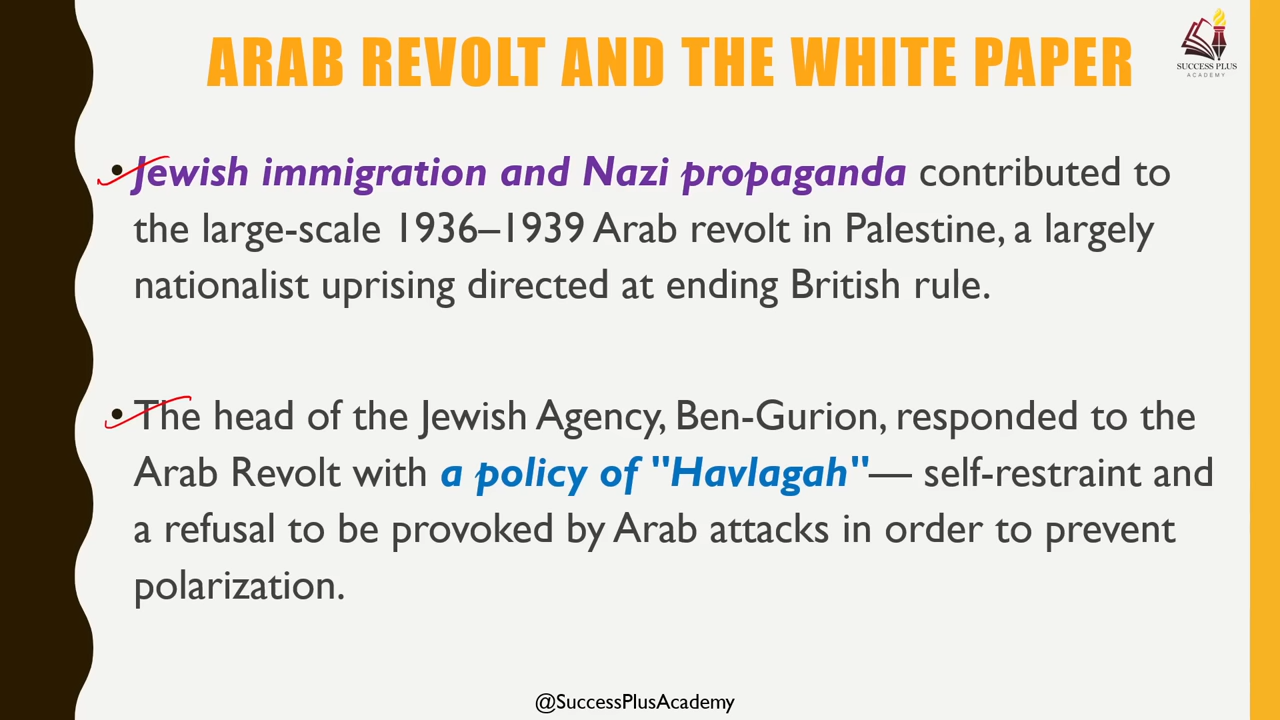 ARAB REVOLT AND THE WHITE PAPER
SUCCESS PLUS
ACADEMY
• Jewish immigration and Nazi propaganda contributed to
the large-scale 1936–1939 Arab revolt in Palestine, a largely
nationalist uprising directed at ending British rule.
• The head of the Jewish Agency, Ben-Gurion, responded to the
Arab Revolt with a policy of "Havlagah"— self-restraint and
a refusal to be provoked by Arab attacks in order to prevent
polarization.
@SuccessPlusAcademy